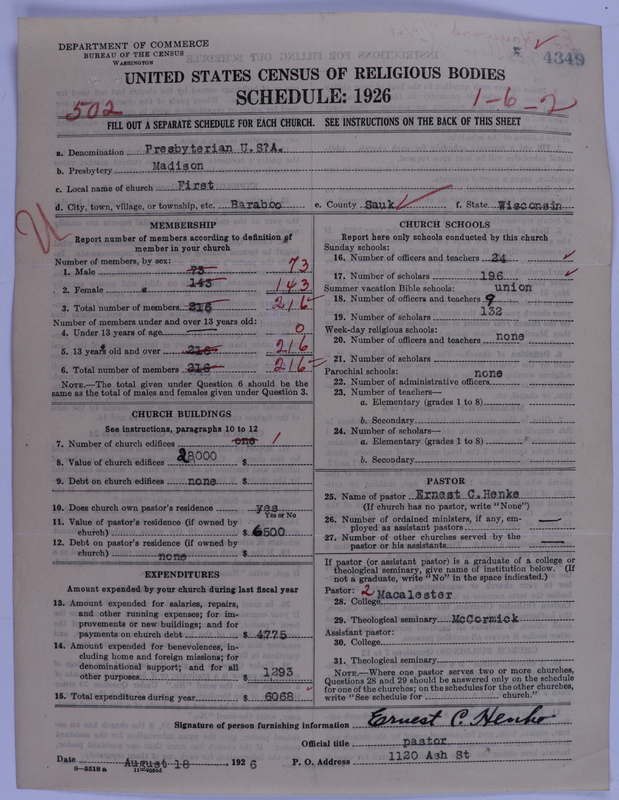 DEPARTMENT OF COMMERCE
BUREAU OF THE CENSUS
WASHINGTON
4349
UNITED STATES CENSUS OF RELIGIOUS BODIES
SCHEDULE: 1926
502
1-6-2
FILL OUT A SEPARATE SCHEDULE FOR EACH CHURCH. SEE INSTRUCTIONS ON THE BACK OF THIS SHEET
a. Denomination Presbyterian U.S?A.
b. Presbytery Madison
c. Local name of church First
d. City, town, village, or township, etc. Baraboo e. County Sauk f. State Wisconsin
MEMBERSHIP
Report number of members according to definition of
member in your church
Number of members, by sex:
1. Male 73 73
2. Female 143 143
3. Total number of members 216 216
Number of members under and over 13 years old:
4. Under 13 years of age 0
5. 13 years old and over 216 216
6. Total number of members 216 216
NOTE.—The total given under Question 6 should be the
same as the total of males and females given under Question 3.
CHURCH BUILDINGS
See instructions, paragraphs 10 to 12
7. Number of church edifices one 1
8. Value of church edifices 28000 $
9. Debt on church edifices none $
10. Does church own pastor's residence yes
Yes or No
11. Value of pastor's residence (if owned by
church) $ 6500
12. Debt on pastor's residence (if owned by
church) none $
EXPENDITURES
Amount expended by your church during last fiscal year
13. Amount expended for salaries, repairs,
and other running expenses; for im-
provements or new buildings; and for
payments on church debt $ 4775
14. Amount expended for benevolences, in-
cluding home and foreign missions; for
denominational support; and for all
other purposes $ 1293
15. Total expenditures during year $ 6068
CHURCH SCHOOLS
Report here only schools conducted by this church
Sunday schools:
16. Number of officers and teachers 24
17. Number of scholars 196
Summer vacation Bible schools: union
18. Number of officers and teachers 9
19. Number of scholars 132
Week-day religious schools:
20. Number of officers and teachers none
21. Number of scholars
Parochial schools: none
22. Number of administrative officers
23. Number of teachers—
a. Elementary (grades 1 to 8)
b. Secondary
24. Number of scholars—
a. Elementary (grades 1 to 8)
b. Secondary
PASTOR
25. Name of pastor Ernest C. Henke
(If church has no pastor, write "None")
26. Number of ordained ministers, if any, em-
ployed as assistant pastors —
27. Number of other churches served by the
pastor or his assistants —
If pastor (or assistant pastor) is a graduate of a college or
theological seminary, give name of institution below. (If
not a graduate, write "No" in the space indicated.)
Pastor: 2
28. College Macalester
29. Theological seminary McCormick
Assistant pastor:
30. College
31. Theological seminary
NOTE.—Where one pastor serves two or more churches,
Questions 28 and 29 should be answered only on the schedule
for one of the churches; on the schedules for the other churches,
write "See schedule for church."
Signature of person furnishing information Ernest C. Henke
Official title pastor
Date August 18, 1926 P. O. Address 1120 Ash St
8—3518 a